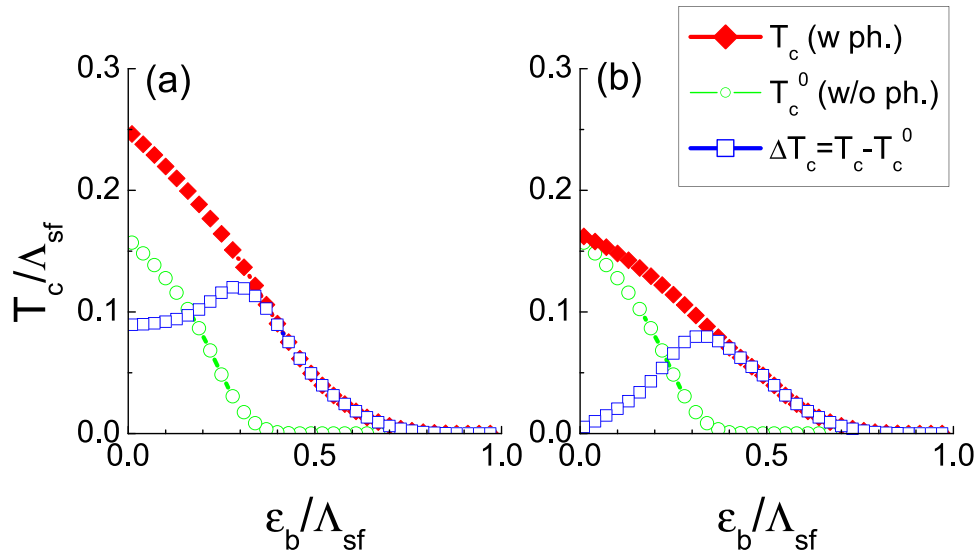 T_c (w ph.)
T_c^0 (w/o ph.)
ΔT_c=T_c-T_c^0
(a)
(b)
T_c/Λ_sf
0.3
0.2
0.1
0.0
0.0 0.5 1.0
0.3
0.2
0.1
0.0
0.0 0.5 1.0
ε_b/Λ_sf
ε_b/Λ_sf